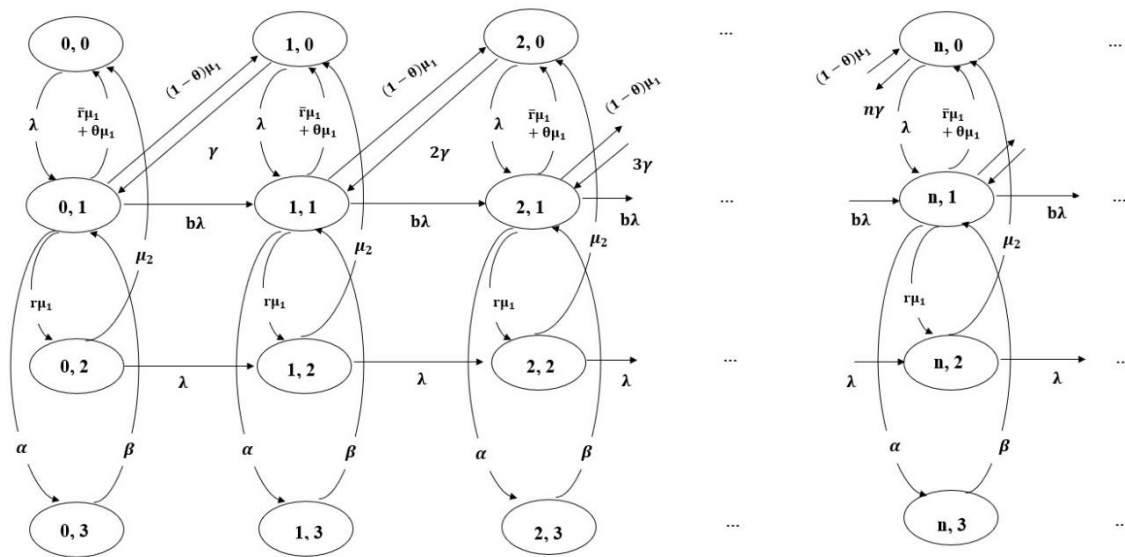 0, 0 1, 0 2, 0 ... n, 0 ...
(1 − θ)μ₁ (1 − θ)μ₁ (1 − θ)μ₁ (1 − θ)μ₁
λ r̄μ₁ + θμ₁ γ λ r̄μ₁ + θμ₁ 2γ λ r̄μ₁ + θμ₁ 3γ nγ λ r̄μ₁ + θμ₁
0, 1 bλ 1, 1 bλ 2, 1 bλ ... bλ n, 1 bλ ...
rμ₁ μ₂ rμ₁ μ₂ rμ₁ μ₂ rμ₁ μ₂
0, 2 λ 1, 2 λ 2, 2 λ ... λ n, 2 λ ...
α β α β α β α β
0, 3 1, 3 2, 3 ... n, 3 ...